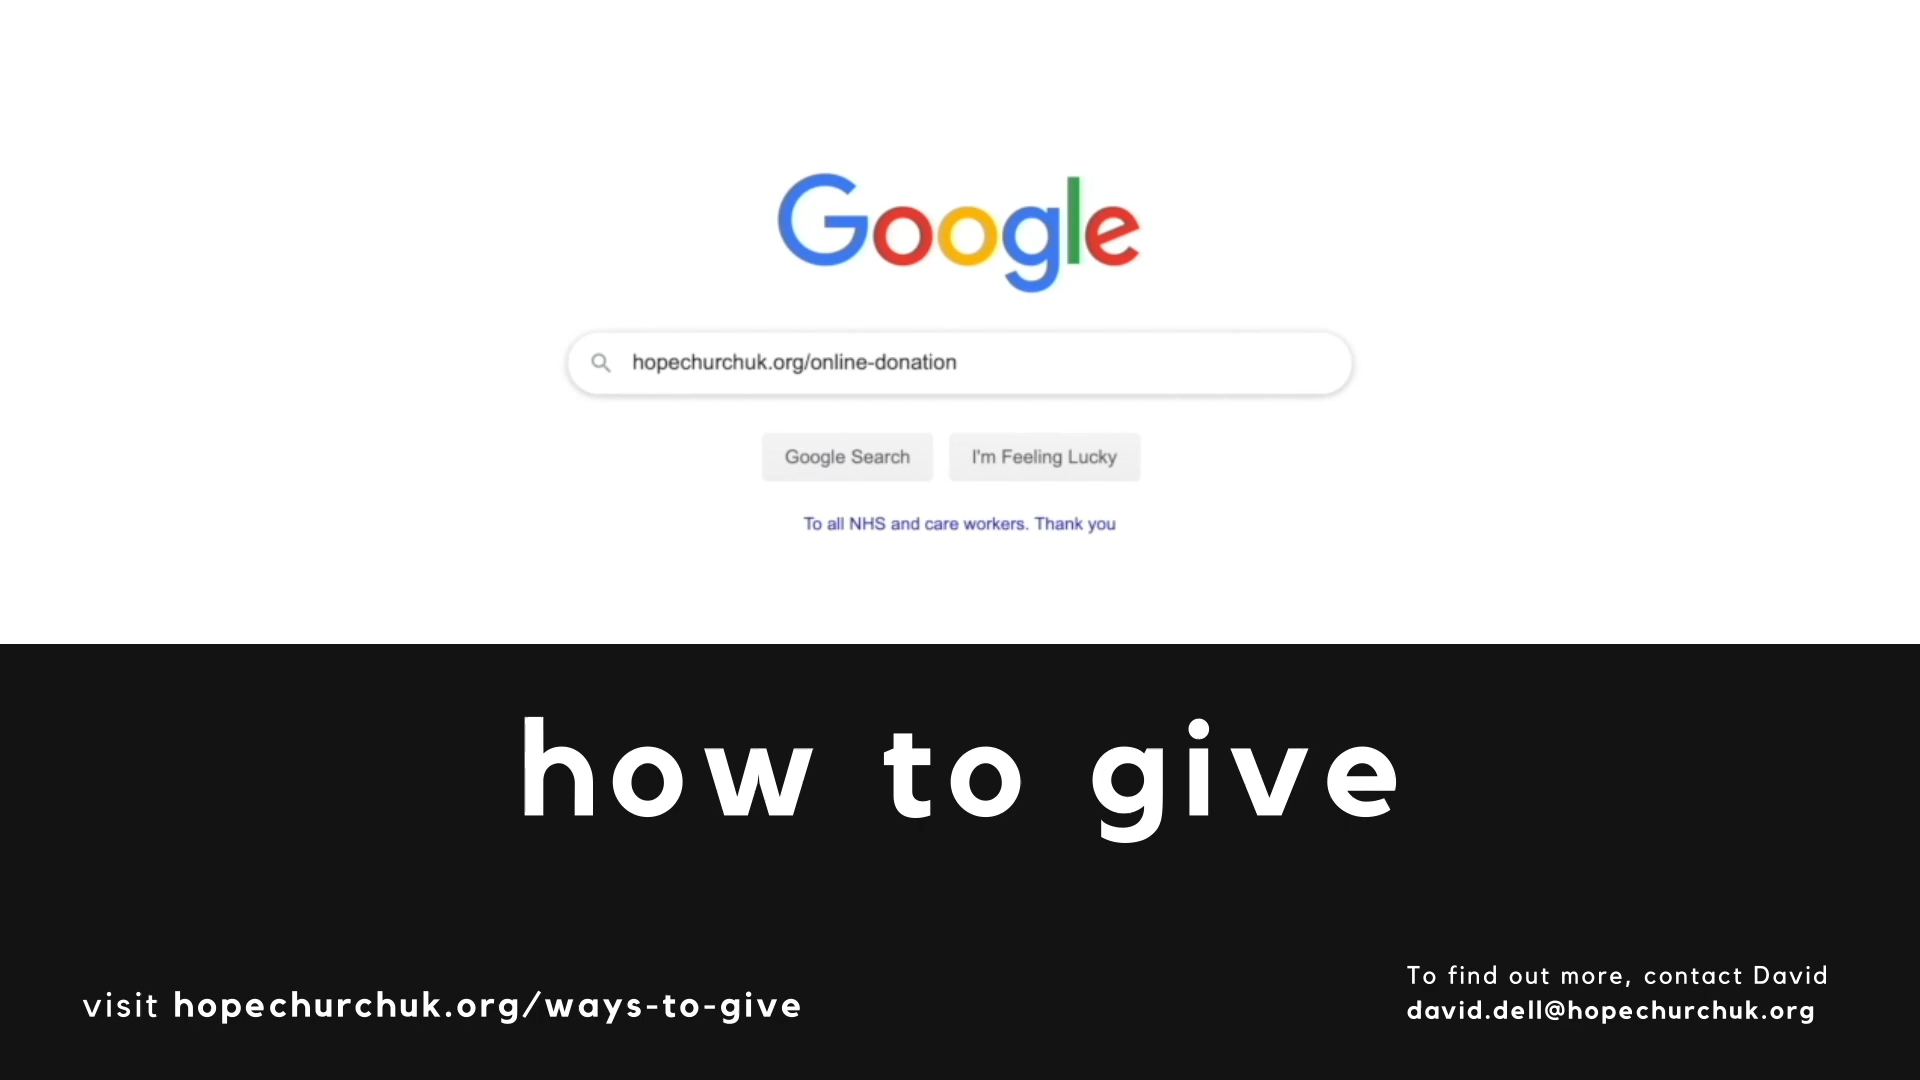 Google
hopechurchuk.org/online-donation
Google Search I'm Feeling Lucky
To all NHS and care workers. Thank you
how to give
visit hopechurchuk.org/ways-to-give
To find out more, contact David
david.dell@hopechurchuk.org